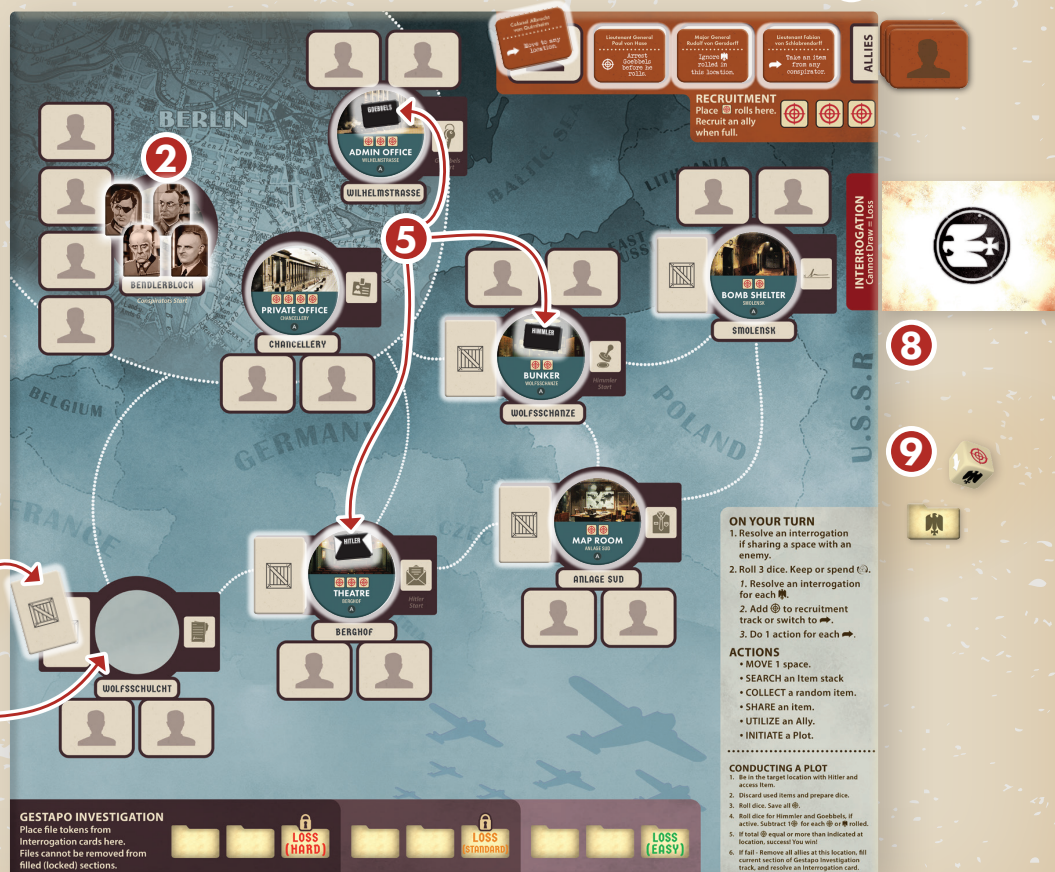 Colonel Albrecht
Move to any
location.
Lieutenant General
Paul von Hase
Arrest
Goebbels
before he
rolls.
Major General
Rudolf von Gersdorff
Ignore
rolled in
this location.
Lieutenant Fabian
von Schlabrendorff
Take an item
from any
conspirator.
ALLIES
RECRUITMENT
Place rolls here.
Recruit an ally
when full.
BERLIN
2
BENDLERBLOCK
Conspirators Start
GOEBBELS
ADMIN OFFICE
WILHELMSTRASSE
A
WILHELMSTRASSE
5
PRIVATE OFFICE
CHANCELLERY
A
CHANCELLERY
BALTIC
LITHUANIA
EAST
HIMMLER
BUNKER
WOLFSSCHANZE
A
Himmler
Start
WOLFSSCHANZE
BOMB SHELTER
SMOLENSK
A
SMOLENSK
INTERROGATION
Cannot Draw = Loss
8
9
BELGIUM
GERMANY
POLAND
U.S.S.R
FRANCE
HITLER
THEATRE
BERGHOF
A
Hitler
Start
BERGHOF
MAP ROOM
ANLAGE SUD
A
ANLAGE SUD
WOLFSSCHULCHT
ON YOUR TURN
1. Resolve an interrogation
if sharing a space with an
enemy.
2. Roll 3 dice. Keep or spend
1. Resolve an interrogation
for each .
2. Add to recruitment
track or switch to .
3. Do 1 action for each .
ACTIONS
• MOVE 1 space.
• SEARCH an Item stack
• COLLECT a random item.
• SHARE an item.
• UTILIZE an Ally.
• INITIATE a Plot.
CONDUCTING A PLOT
1. Be in the target location with Hitler and
access Item.
2. Discard used items and prepare dice.
3. Roll dice. Save all .
4. Roll dice for Himmler and Goebbels, if
active. Subtract 1 for each or rolled.
5. If total equal or more than indicated at
location, success! You win!
6. If fail - Remove all allies at this location, fill
current section of Gestapo Investigation
track, and resolve an Interrogation card.
GESTAPO INVESTIGATION
Place file tokens from
Interrogation cards here.
Files cannot be removed from
filled (locked) sections.
LOSS
(HARD)
LOSS
(STANDARD)
LOSS
(EASY)